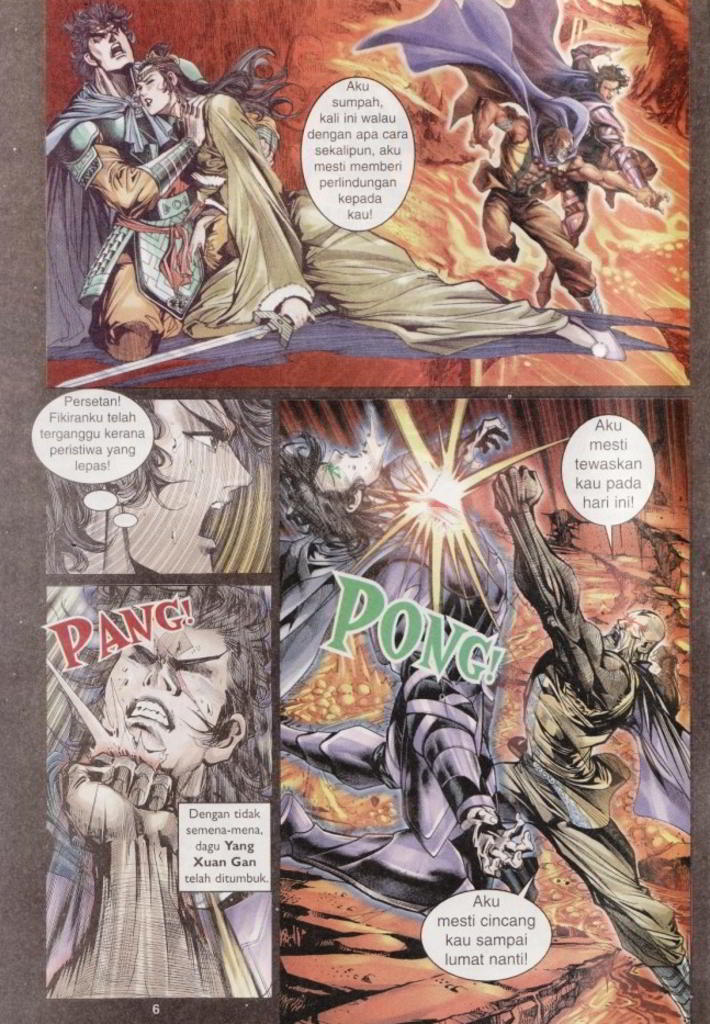 Aku
sumpah,
kali ini walau
dengan apa cara
sekalipun, aku
mesti memberi
perlindungan
kepada
kau!
Persetan!
Fikiranku telah
terganggu kerana
peristiwa yang
lepas!
Aku
mesti
tewaskan
kau pada
hari ini!
PANG!
PONG!
Dengan tidak
semena-mena,
dagu Yang
Xuan Gan
telah ditumbuk.
Aku
mesti cincang
kau sampai
lumat nanti!
6